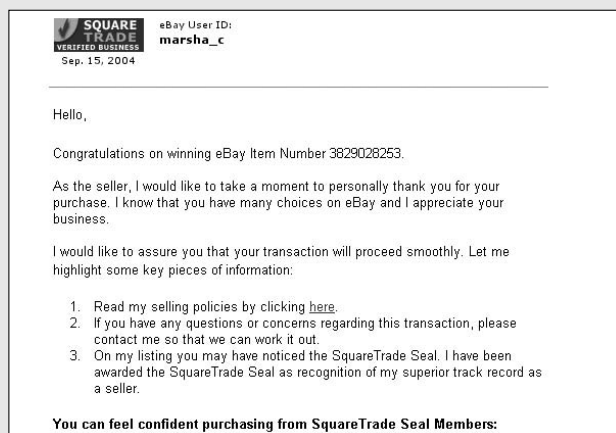 SQUARE
TRADE
VERIFIED BUSINESS
Sep. 15, 2004
eBay User ID:
marsha_c
Hello,
Congratulations on winning eBay Item Number 3829028253.
As the seller, I would like to take a moment to personally thank you for your
purchase. I know that you have many choices on eBay and I appreciate your
business.
I would like to assure you that your transaction will proceed smoothly. Let me
highlight some key pieces of information:
1. Read my selling policies by clicking here.
2. If you have any questions or concerns regarding this transaction, please
contact me so that we can work it out.
3. On my listing you may have noticed the SquareTrade Seal. I have been
awarded the SquareTrade Seal as recognition of my superior track record as
a seller.
You can feel confident purchasing from SquareTrade Seal Members: